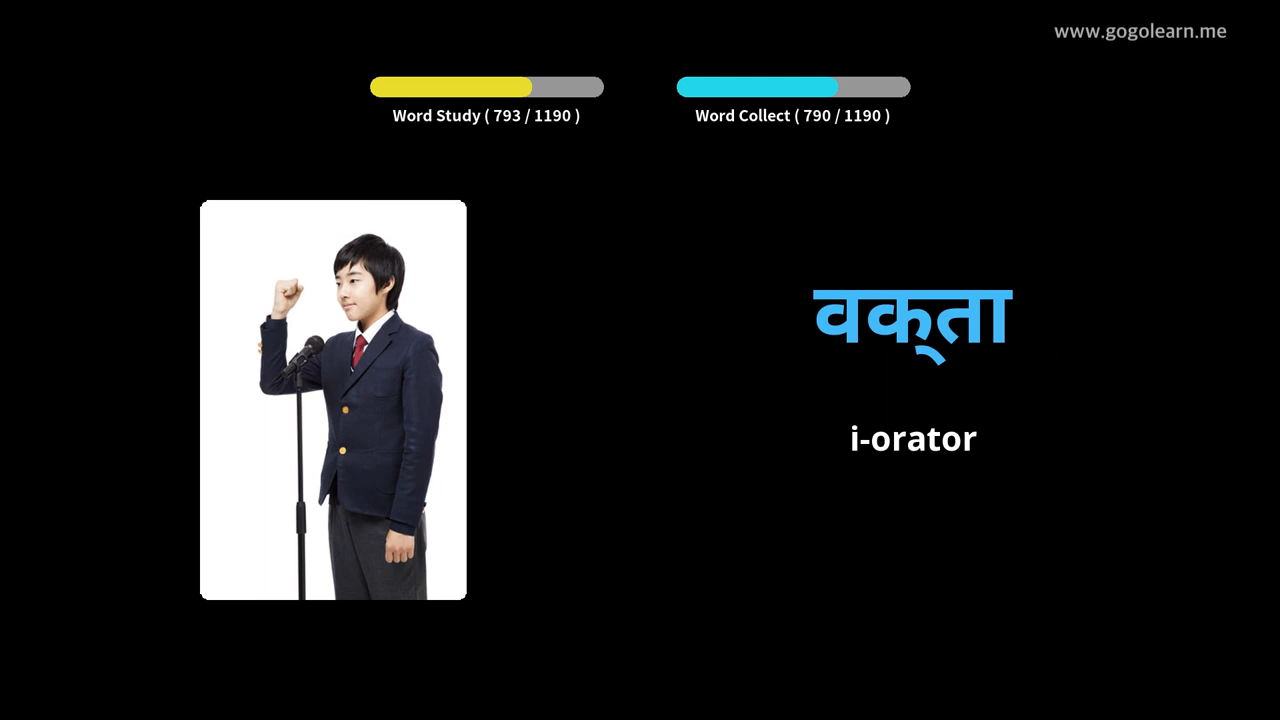 www.gogolearn.me
Word Study ( 793 / 1190 )
Word Collect ( 790 / 1190 )
वक्ता
i-orator